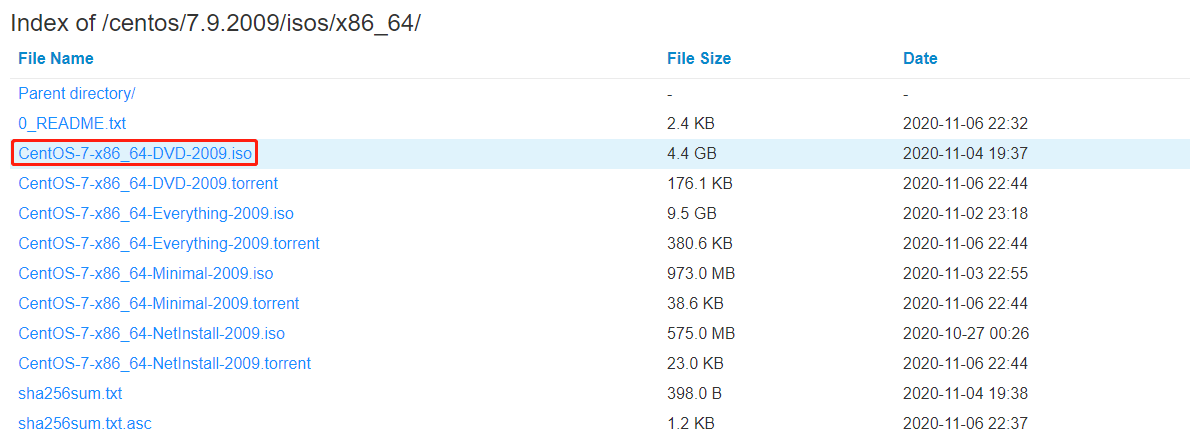 Index of /centos/7.9.2009/isos/x86_64/
File Name File Size Date
Parent directory/ - -
0_README.txt 2.4 KB 2020-11-06 22:32
CentOS-7-x86_64-DVD-2009.iso 4.4 GB 2020-11-04 19:37
CentOS-7-x86_64-DVD-2009.torrent 176.1 KB 2020-11-06 22:44
CentOS-7-x86_64-Everything-2009.iso 9.5 GB 2020-11-02 23:18
CentOS-7-x86_64-Everything-2009.torrent 380.6 KB 2020-11-06 22:44
CentOS-7-x86_64-Minimal-2009.iso 973.0 MB 2020-11-03 22:55
CentOS-7-x86_64-Minimal-2009.torrent 38.6 KB 2020-11-06 22:44
CentOS-7-x86_64-NetInstall-2009.iso 575.0 MB 2020-10-27 00:26
CentOS-7-x86_64-NetInstall-2009.torrent 23.0 KB 2020-11-06 22:44
sha256sum.txt 398.0 B 2020-11-04 19:38
sha256sum.txt.asc 1.2 KB 2020-11-06 22:37